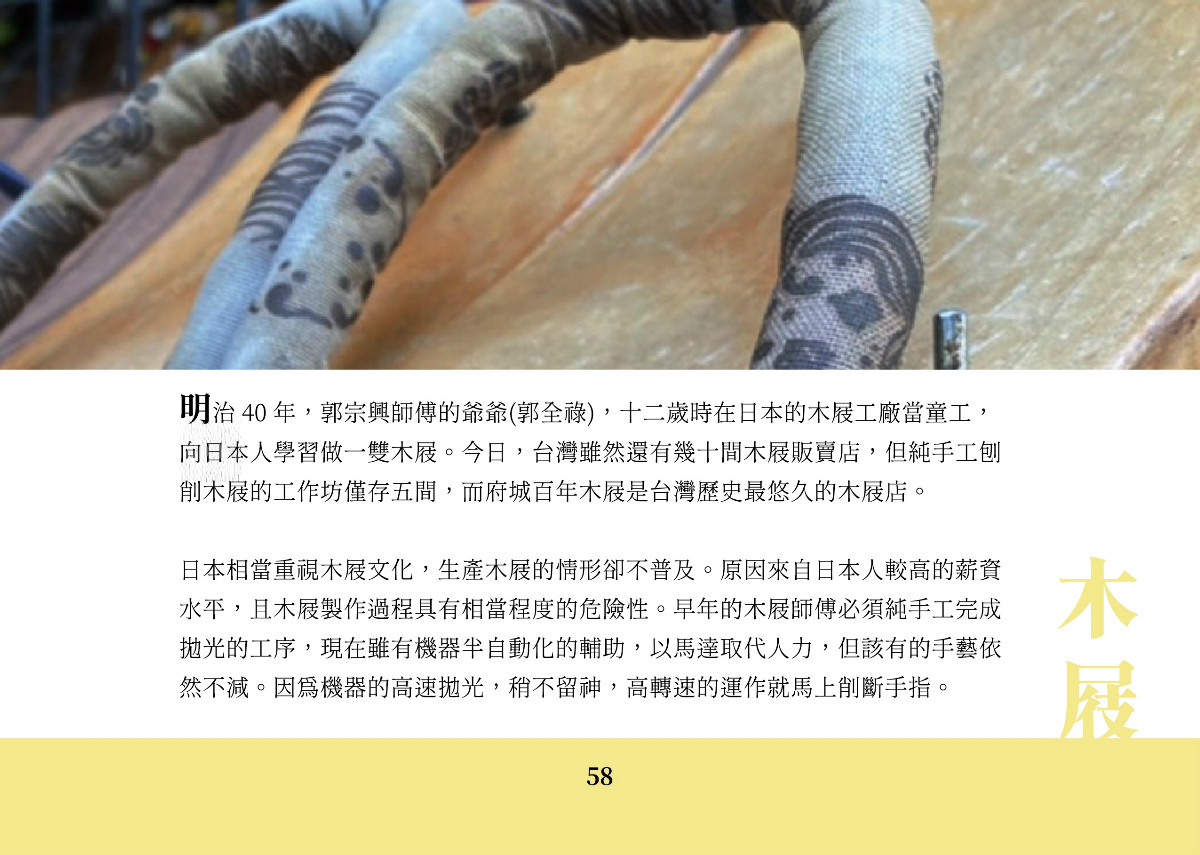 明治 40 年，郭宗興師傅的爺爺(郭全祿)，十二歲時在日本的木屐工廠當童工，
向日本人學習做一雙木屐。今日，台灣雖然還有幾十間木屐販賣店，但純手工刨
削木屐的工作坊僅存五間，而府城百年木屐是台灣歷史最悠久的木屐店。
日本相當重視木屐文化，生產木屐的情形卻不普及。原因來自日本人較高的薪資
水平，且木屐製作過程具有相當程度的危險性。早年的木屐師傅必須純手工完成
拋光的工序，現在雖有機器半自動化的輔助，以馬達取代人力，但該有的手藝依
然不減。因爲機器的高速拋光，稍不留神，高轉速的運作就馬上削斷手指。
木屐
58